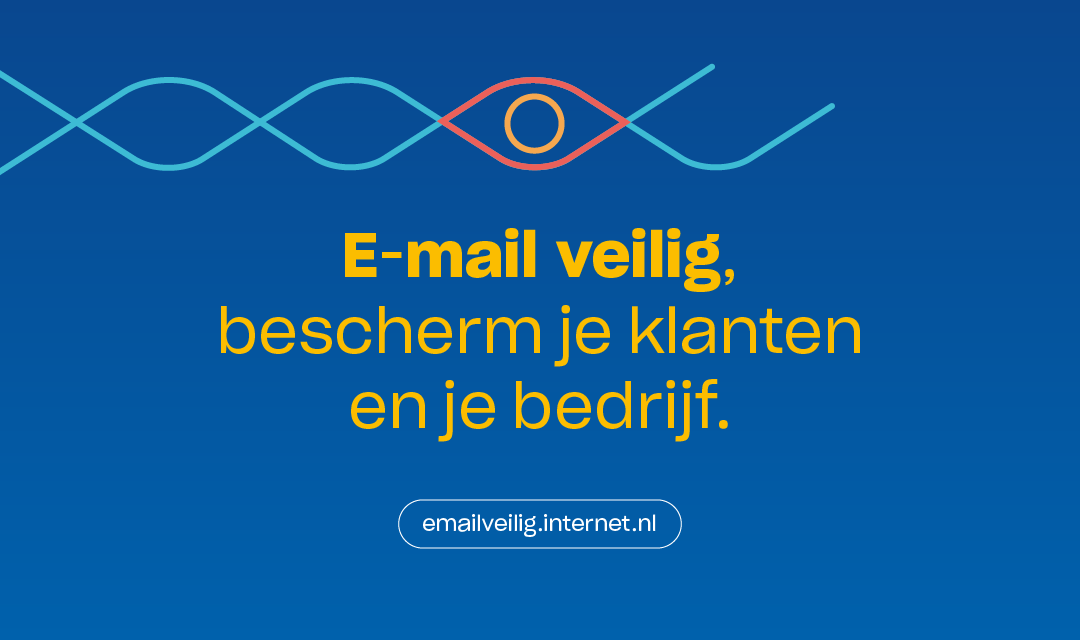 E-mail veilig,
bescherm je klanten
en je bedrijf.
emailveilig.internet.nl